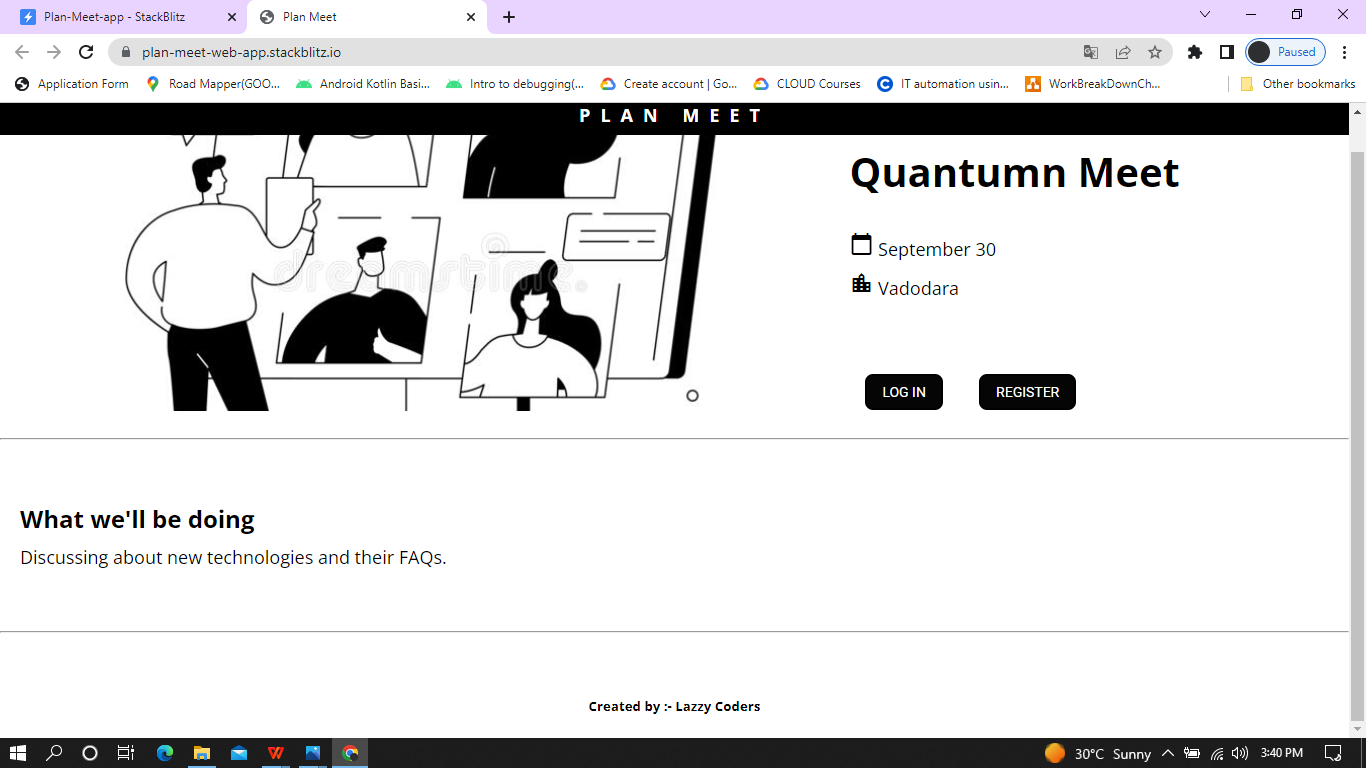 Plan-Meet-app - StackBlitz
Plan Meet
plan-meet-web-app.stackblitz.io
Paused
Application Form
Road Mapper(GOO...
Android Kotlin Basi...
Intro to debugging(...
Create account | Go...
CLOUD Courses
IT automation usin...
WorkBreakDownCh...
Other bookmarks
PLAN MEET
Quantumn Meet
September 30
Vadodara
dreamstime.
LOG IN
REGISTER
What we'll be doing
Discussing about new technologies and their FAQs.
Created by :- Lazzy Coders
30°C Sunny
3:40 PM